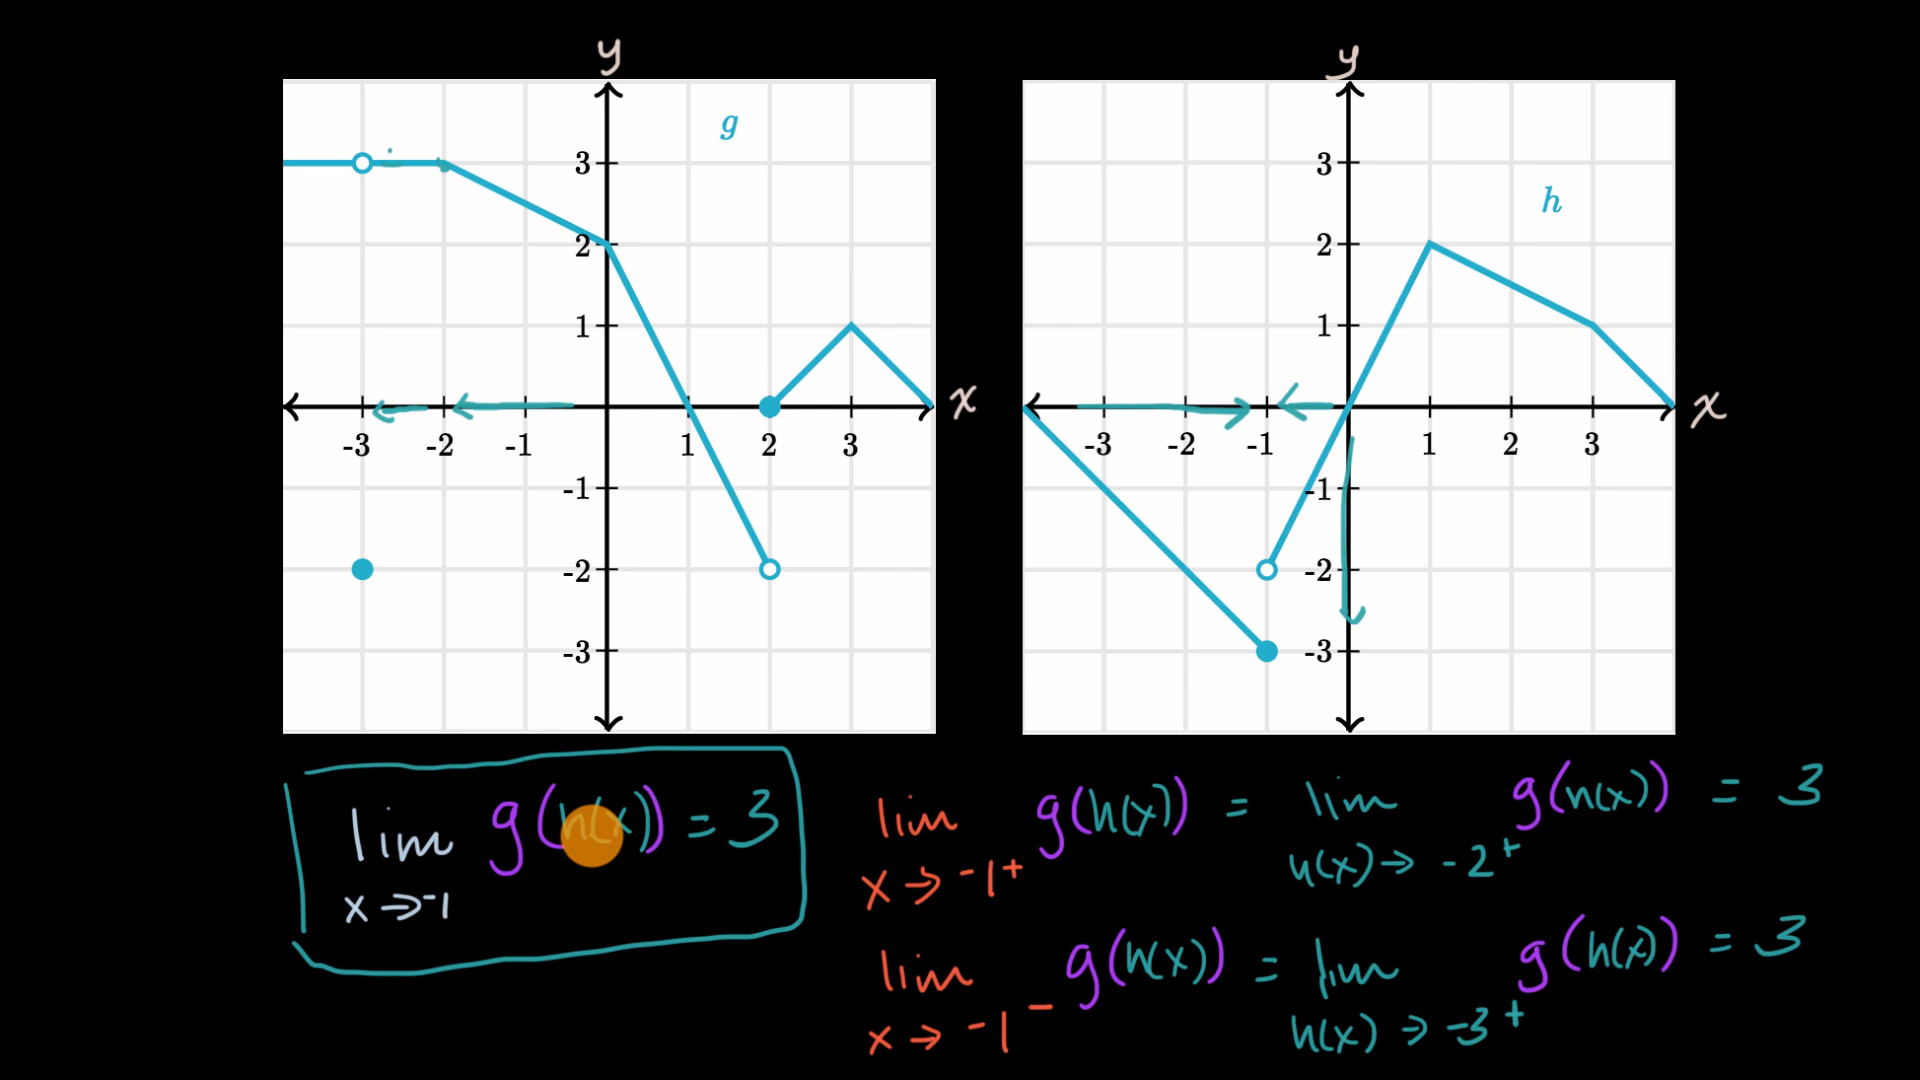 y
y
g
h
3
2
1
-3 -2 -1 1 2 3
x
-1
-2
-3
3
2
1
-3 -2 -1 1 2 3
x
-1
-2
-3
lim g(h(x)) = 3
x → -1
lim g(h(x)) = lim g(h(x)) = 3
x → -1⁺ h(x) → -2⁺
lim g(h(x)) = lim g(h(x)) = 3
x → -1⁻ h(x) → -3⁺